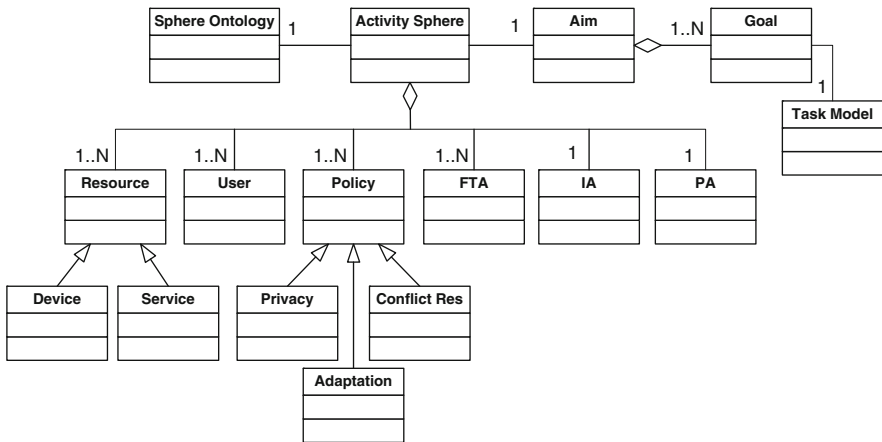 Sphere Ontology
1
Activity Sphere
1
Aim
1..N
Goal
1
Task Model
1..N
1..N
1..N
1..N
1
1
Resource
User
Policy
FTA
IA
PA
Device
Service
Privacy
Conflict Res
Adaptation